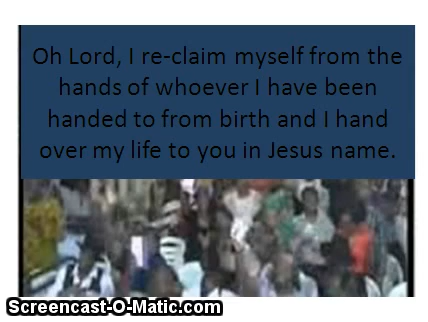 Oh Lord, I re-claim myself from the
hands of whoever I have been
handed to from birth and I hand
over my life to you in Jesus name.
Screencast-O-Matic.com